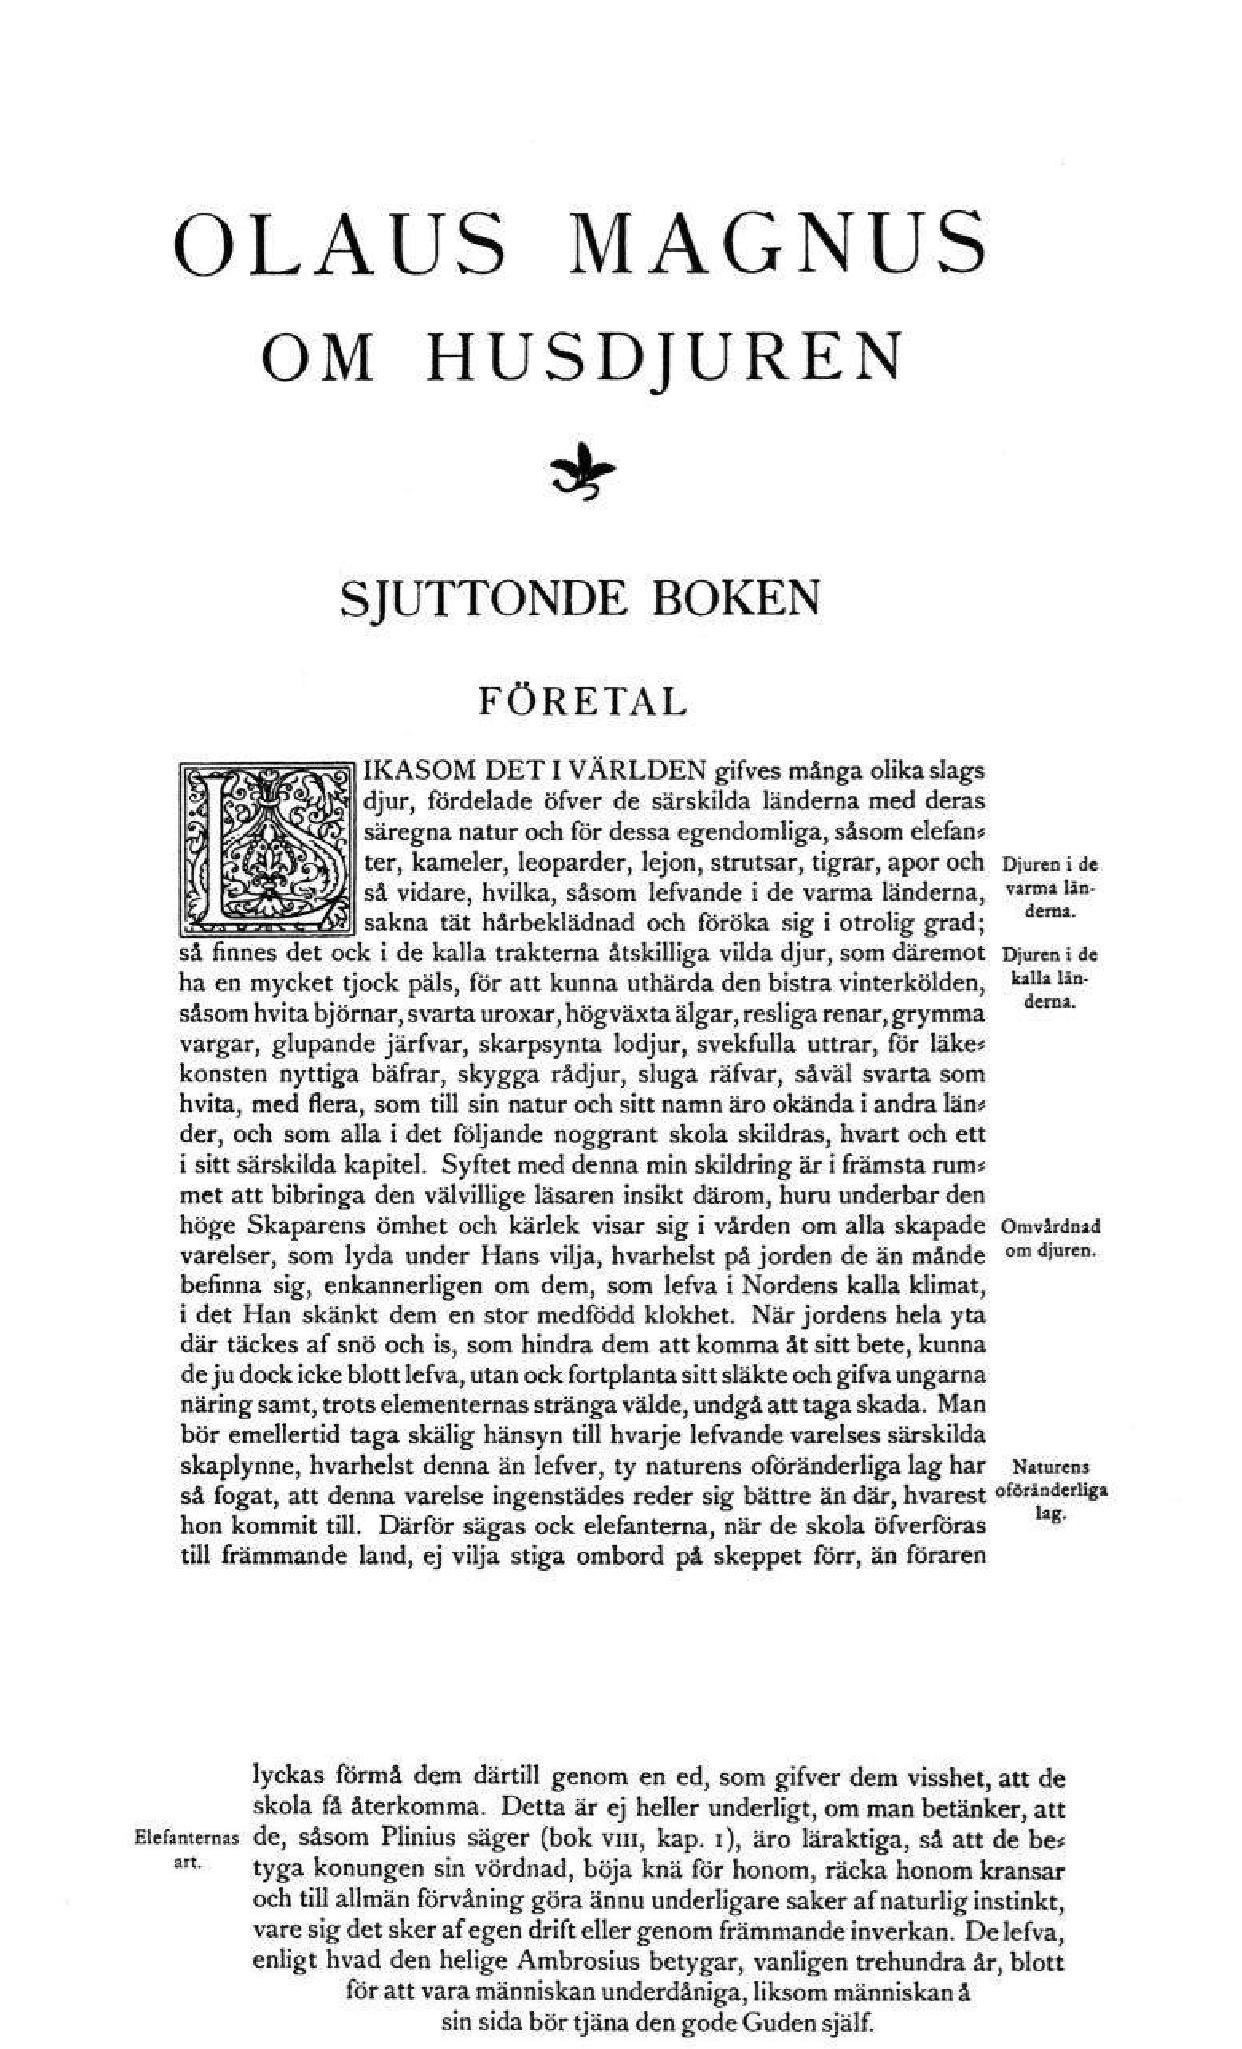 OLAUS MAGNUS
OM HUSDJUREN
SJUTTONDE BOKEN
FÖRETAL
LIKASOM DET I VÄRLDEN gifves många olika slags
djur, fördelade öfver de särskilda länderna med deras
säregna natur och för dessa egendomliga, såsom elefan⸗
ter, kameler, leoparder, lejon, strutsar, tigrar, apor och
så vidare, hvilka, såsom lefvande i de varma länderna,
sakna tät hårbeklädnad och föröka sig i otrolig grad;
Djuren i de
varma län-
derna.
så finnes det ock i de kalla trakterna åtskilliga vilda djur, som däremot
ha en mycket tjock päls, för att kunna uthärda den bistra vinterkölden,
såsom hvita björnar, svarta uroxar, högväxta älgar, resliga renar, grymma
Djuren i de
kalla län-
derna.
vargar, glupande järfvar, skarpsynta lodjur, svekfulla uttrar, för läke⸗
konsten nyttiga bäfrar, skygga rådjur, sluga räfvar, såväl svarta som
hvita, med flera, som till sin natur och sitt namn äro okända i andra län⸗
der, och som alla i det följande noggrant skola skildras, hvart och ett
i sitt särskilda kapitel. Syftet med denna min skildring är i främsta rum⸗
met att bibringa den välvillige läsaren insikt därom, huru underbar den
höge Skaparens ömhet och kärlek visar sig i vården om alla skapade
varelser, som lyda under Hans vilja, hvarhelst på jorden de än månde
Omvårdnad
om djuren.
befinna sig, enkannerligen om dem, som lefva i Nordens kalla klimat,
i det Han skänkt dem en stor medfödd klokhet. När jordens hela yta
där täckes af snö och is, som hindra dem att komma åt sitt bete, kunna
de ju dock icke blott lefva, utan ock fortplanta sitt släkte och gifva ungarna
näring samt, trots elementernas stränga välde, undgå att taga skada. Man
bör emellertid taga skälig hänsyn till hvarje lefvande varelses särskilda
skaplynne, hvarhelst denna än lefver, ty naturens oföränderliga lag har
så fogat, att denna varelse ingenstädes reder sig bättre än där, hvarest
hon kommit till. Därför sägas ock elefanterna, när de skola öfverföras
Naturens
oföränderliga
lag.
till främmande land, ej vilja stiga ombord på skeppet förr, än föraren
lyckas förmå dem därtill genom en ed, som gifver dem visshet, att de
skola få återkomma. Detta är ej heller underligt, om man betänker, att
Elefanternas
art.
de, såsom Plinius säger (bok VIII, kap. I), äro läraktiga, så att de be⸗
tyga konungen sin vördnad, böja knä för honom, räcka honom kransar
och till allmän förvåning göra ännu underligare saker af naturlig instinkt,
vare sig det sker af egen drift eller genom främmande inverkan. De lefva,
enligt hvad den helige Ambrosius betygar, vanligen trehundra år, blott
för att vara människan underdåniga, liksom människan å
sin sida bör tjäna den gode Guden själf.